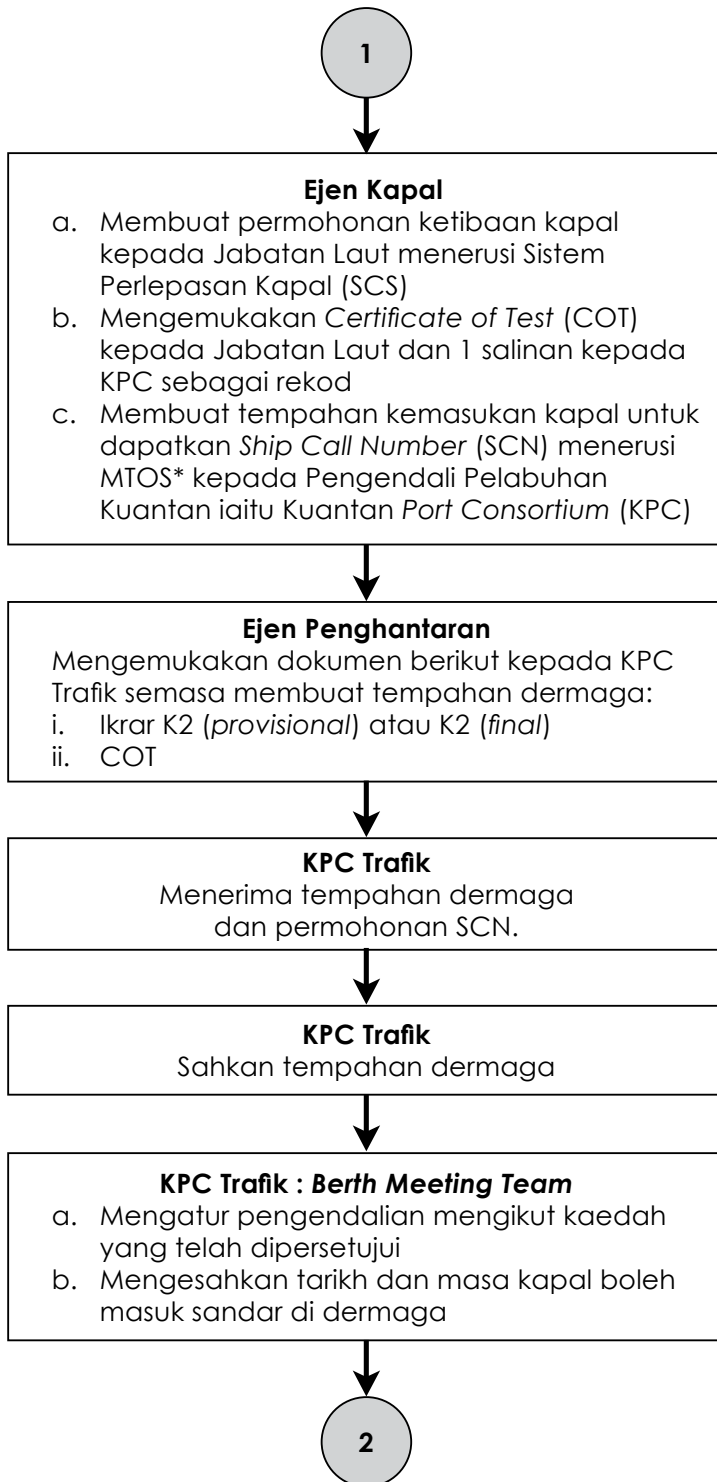 1
Ejen Kapal
a. Membuat permohonan ketibaan kapal
kepada Jabatan Laut menerusi Sistem
Perlepasan Kapal (SCS)
b. Mengemukakan Certificate of Test (COT)
kepada Jabatan Laut dan 1 salinan kepada
KPC sebagai rekod
c. Membuat tempahan kemasukan kapal untuk
dapatkan Ship Call Number (SCN) menerusi
MTOS* kepada Pengendali Pelabuhan
Kuantan iaitu Kuantan Port Consortium (KPC)
Ejen Penghantaran
Mengemukakan dokumen berikut kepada KPC
Trafik semasa membuat tempahan dermaga:
i. Ikrar K2 (provisional) atau K2 (final)
ii. COT
KPC Trafik
Menerima tempahan dermaga
dan permohonan SCN.
KPC Trafik
Sahkan tempahan dermaga
KPC Trafik : Berth Meeting Team
a. Mengatur pengendalian mengikut kaedah
yang telah dipersetujui
b. Mengesahkan tarikh dan masa kapal boleh
masuk sandar di dermaga
2